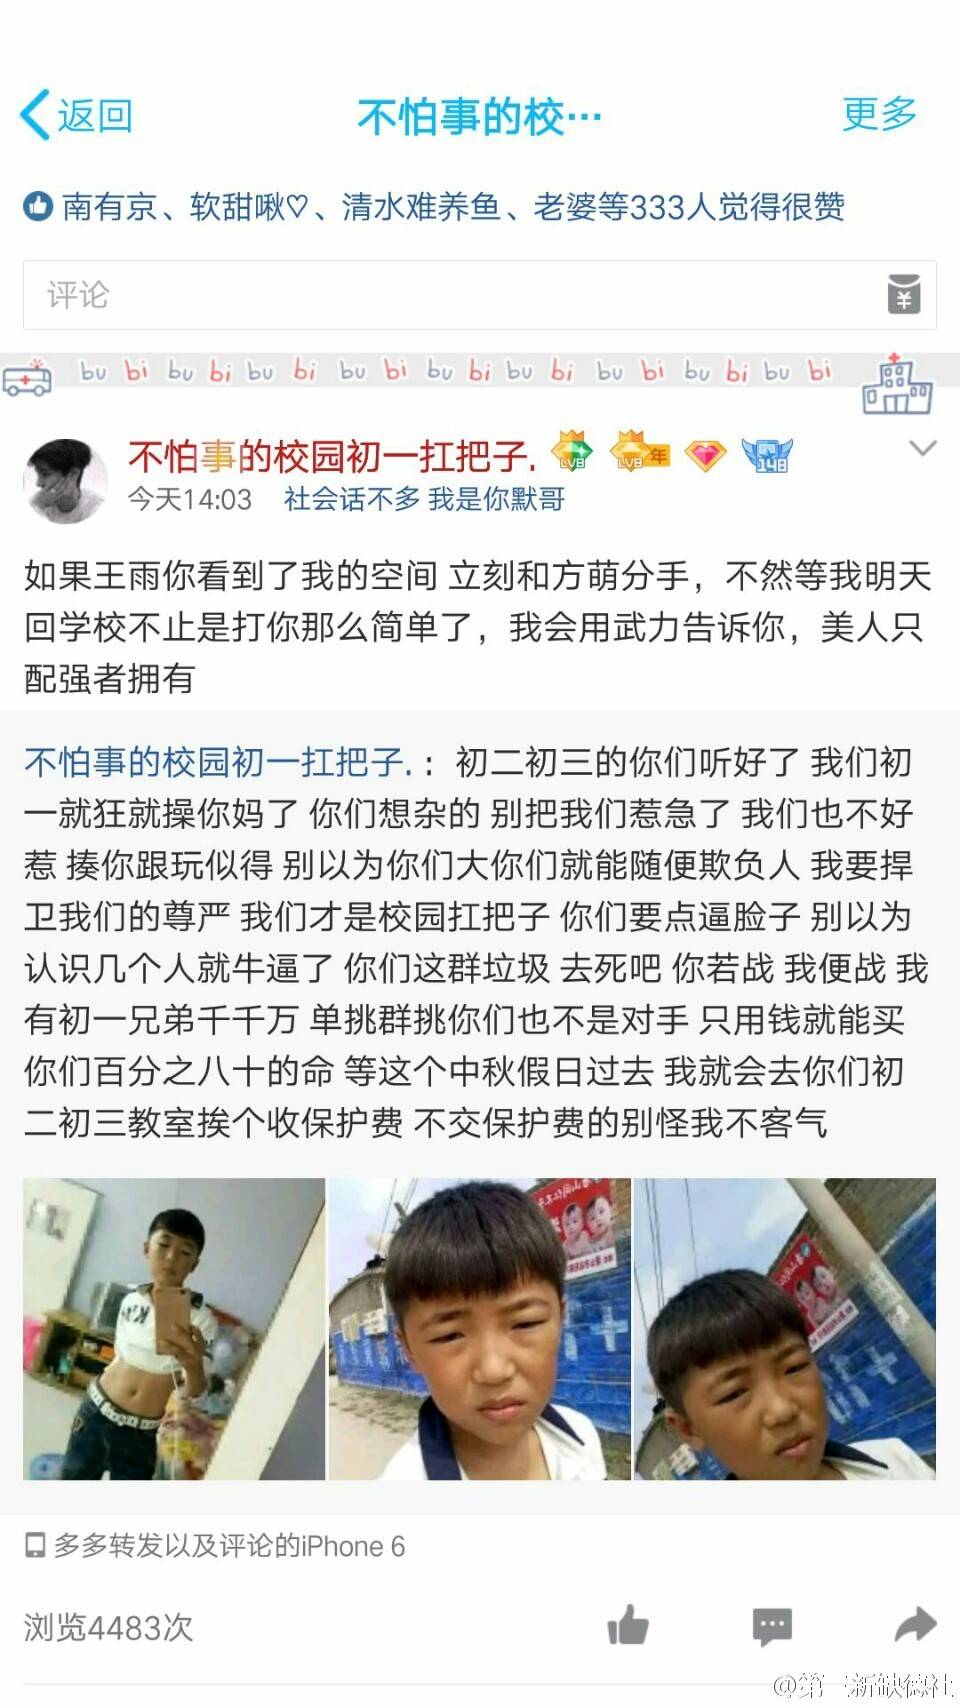 返回
不怕事的校…
更多
南有京、软甜啾♡、清水难养鱼、老婆等333人觉得很赞
评论
¥
bu bi bu bi bu bi bu bi bu bi bu bi bu bi bu bi bu bi
不怕事的校园初一扛把子.
LV8
LV8年
148
今天14:03 社会话不多 我是你默哥
如果王雨你看到了我的空间 立刻和方萌分手，不然等我明天
回学校不止是打你那么简单了，我会用武力告诉你，美人只
配强者拥有
不怕事的校园初一扛把子.：初二初三的你们听好了 我们初
一就狂就操你妈了 你们想杂的 别把我们惹急了 我们也不好
惹 揍你跟玩似得 别以为你们大你们就能随便欺负人 我要捍
卫我们的尊严 我们才是校园扛把子 你们要点逼脸子 别以为
认识几个人就牛逼了 你们这群垃圾 去死吧 你若战 我便战 我
有初一兄弟千千万 单挑群挑你们也不是对手 只用钱就能买
你们百分之八十的命 等这个中秋假日过去 我就会去你们初
二初三教室挨个收保护费 不交保护费的别怪我不客气
多多转发以及评论的iPhone 6
浏览4483次
@第一新缺德社